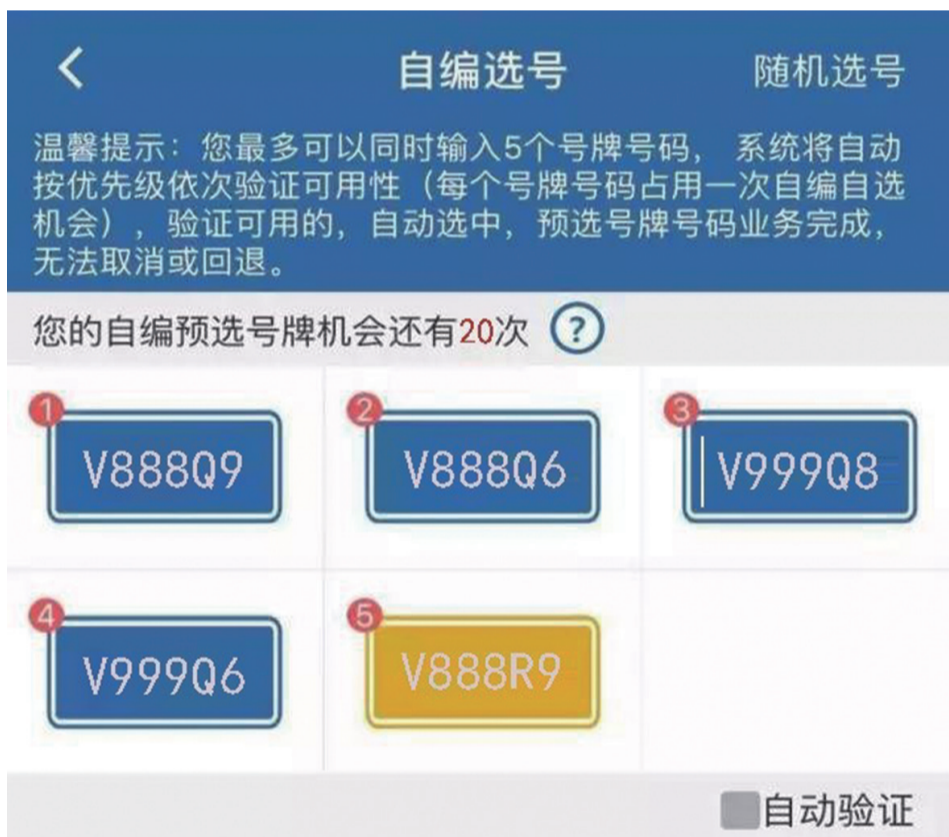 自编选号 随机选号
温馨提示：您最多可以同时输入5个号牌号码， 系统将自动
按优先级依次验证可用性（每个号牌号码占用一次自编自选
机会），验证可用的，自动选中，预选号牌号码业务完成，
无法取消或回退。
您的自编预选号牌机会还有20次 ?
1 2 3
V888Q9 V888Q6 V999Q8
4 5
V999Q6 V888R9
自动验证